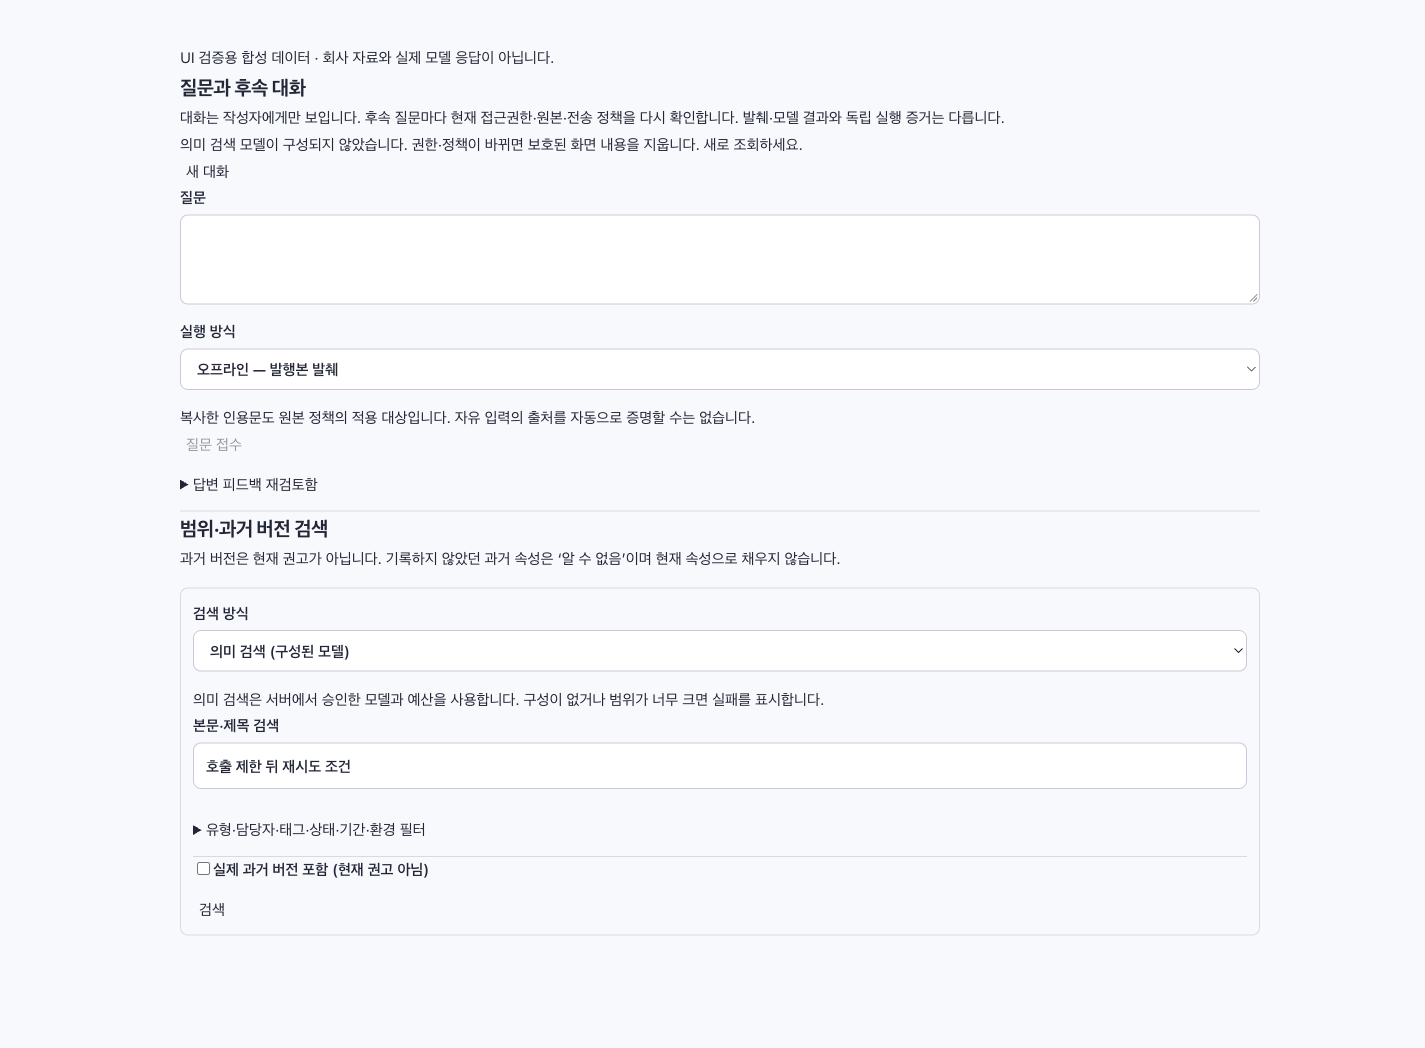 UI 검증용 합성 데이터 · 회사 자료와 실제 모델 응답이 아닙니다.
질문과 후속 대화
대화는 작성자에게만 보입니다. 후속 질문마다 현재 접근권한·원본·전송 정책을 다시 확인합니다. 발췌·모델 결과와 독립 실행 증거는 다릅니다.
의미 검색 모델이 구성되지 않았습니다. 권한·정책이 바뀌면 보호된 화면 내용을 지웁니다. 새로 조회하세요.
새 대화
질문
실행 방식
오프라인 — 발행본 발췌
복사한 인용문도 원본 정책의 적용 대상입니다. 자유 입력의 출처를 자동으로 증명할 수는 없습니다.
질문 접수
▶ 답변 피드백 재검토함
범위·과거 버전 검색
과거 버전은 현재 권고가 아닙니다. 기록하지 않았던 과거 속성은 ‘알 수 없음’이며 현재 속성으로 채우지 않습니다.
검색 방식
의미 검색 (구성된 모델)
의미 검색은 서버에서 승인한 모델과 예산을 사용합니다. 구성이 없거나 범위가 너무 크면 실패를 표시합니다.
본문·제목 검색
호출 제한 뒤 재시도 조건
▶ 유형·담당자·태그·상태·기간·환경 필터
실제 과거 버전 포함 (현재 권고 아님)
검색